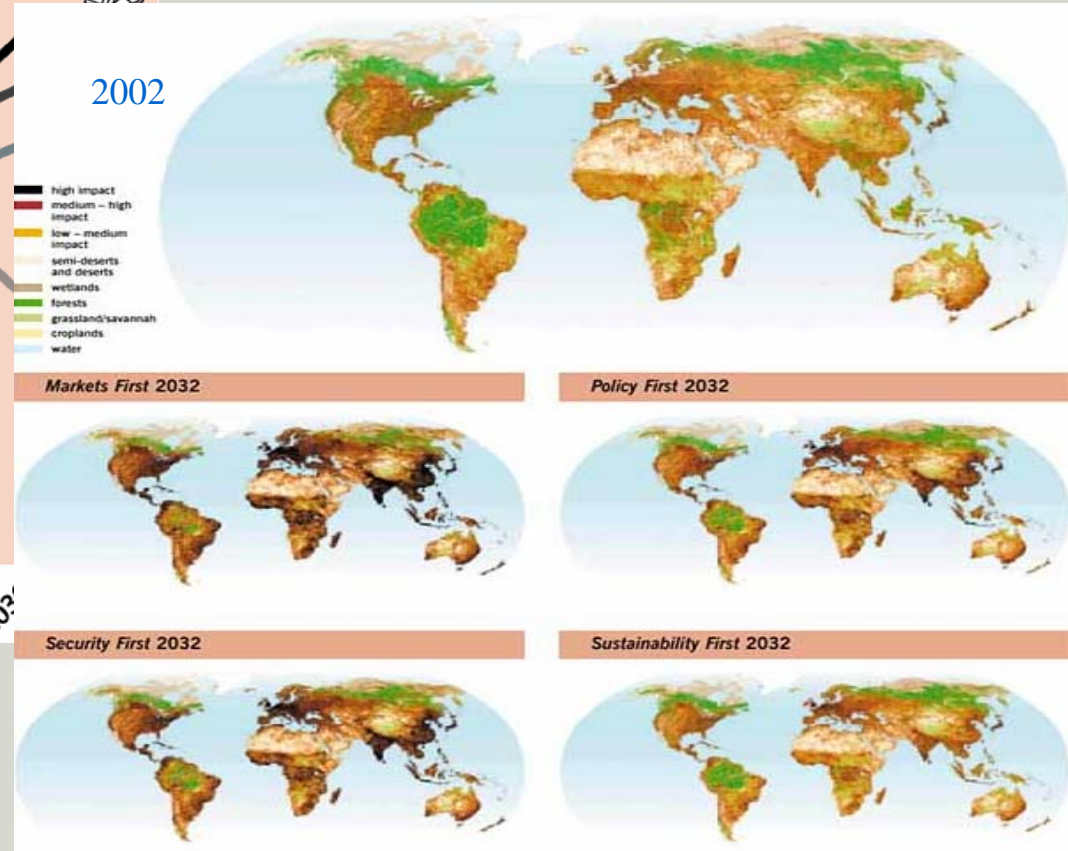 2002
high impact
medium – high
impact
low – medium
impact
semi-deserts
and deserts
wetlands
forests
grassland/savannah
croplands
water
Markets First 2032
Policy First 2032
Security First 2032
Sustainability First 2032